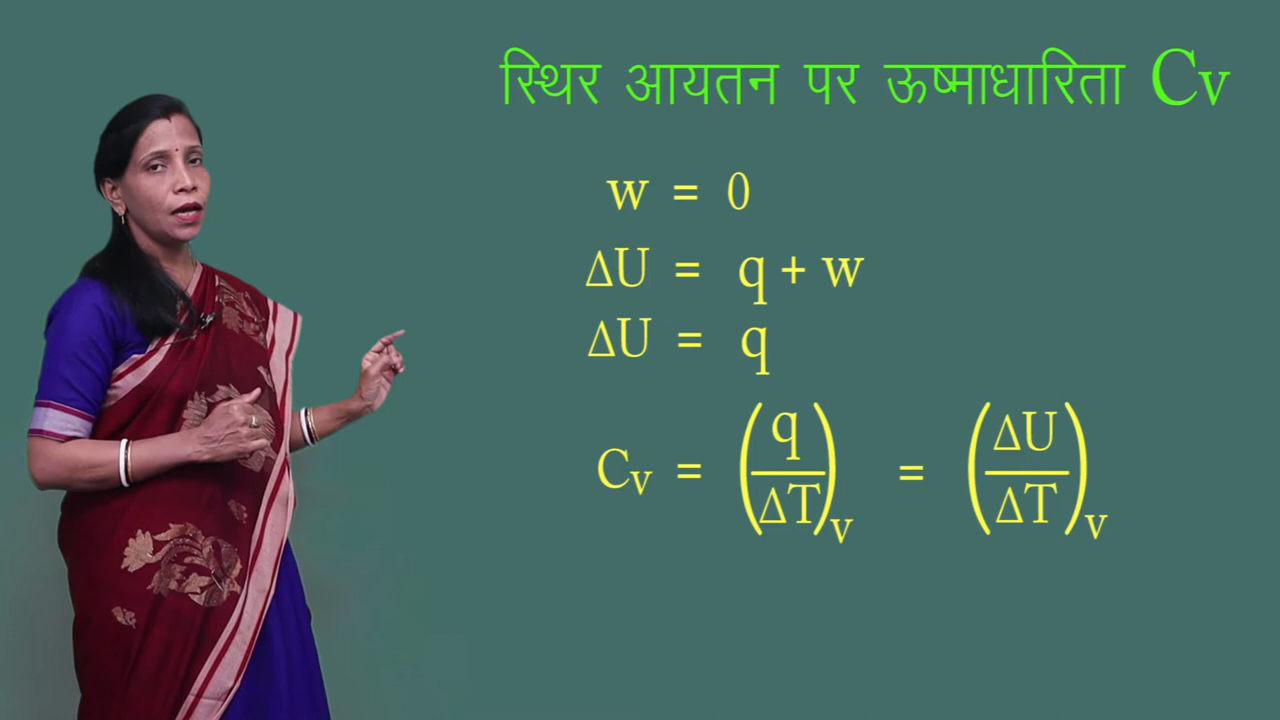 स्थिर आयतन पर ऊष्माधारिता Cv
w = 0
ΔU = q + w
ΔU = q
Cv = (q/ΔT)v = (ΔU/ΔT)v